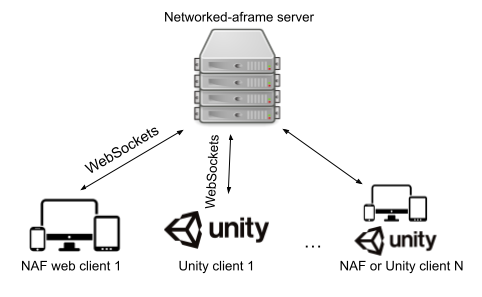 Networked-aframe server
WebSockets
WebSockets
unity
...
unity
NAF web client 1
Unity client 1
NAF or Unity client N